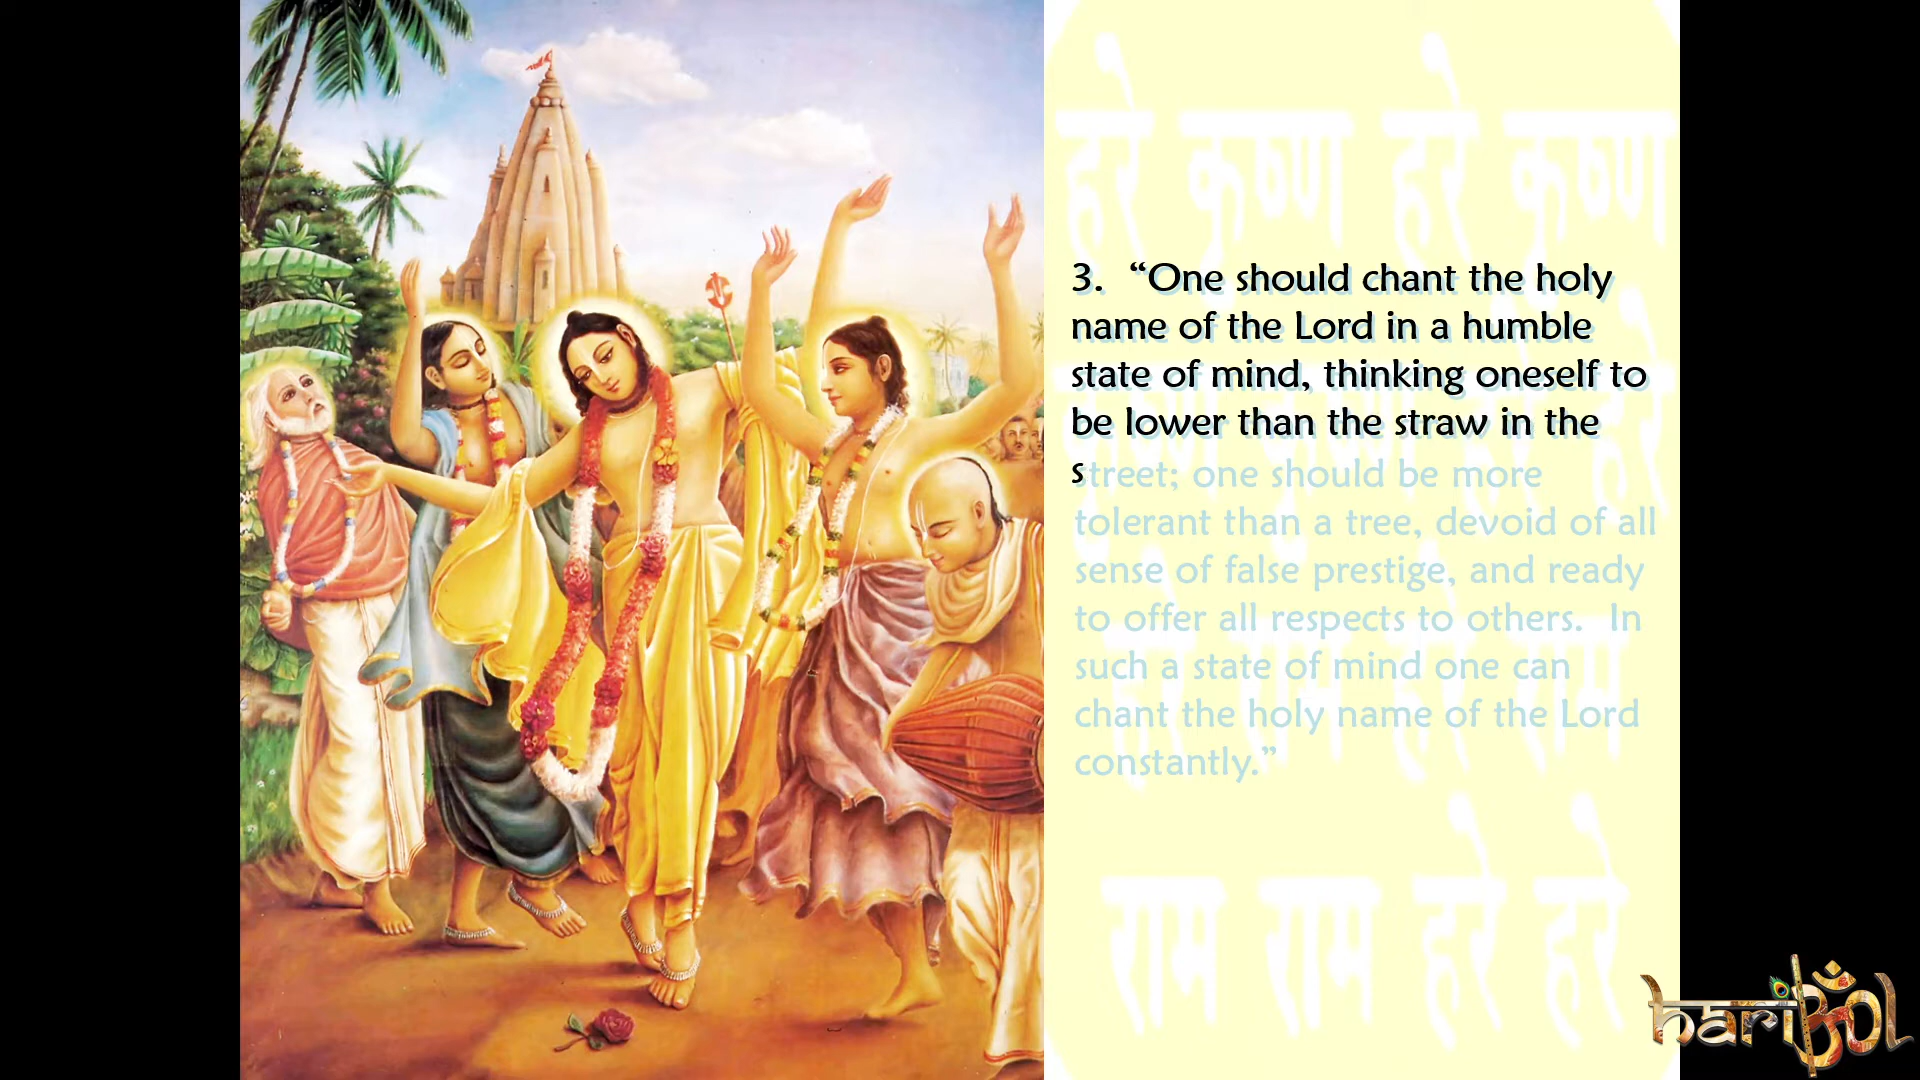 हरे कृष्ण हरे कृष्ण
3. “One should chant the holy
name of the Lord in a humble
state of mind, thinking oneself to
be lower than the straw in the
street; one should be more
tolerant than a tree, devoid of all
sense of false prestige, and ready
to offer all respects to others. In
such a state of mind one can
chant the holy name of the Lord
constantly.”
हरे राम हरे राम
राम राम हरे हरे
hariबॐl